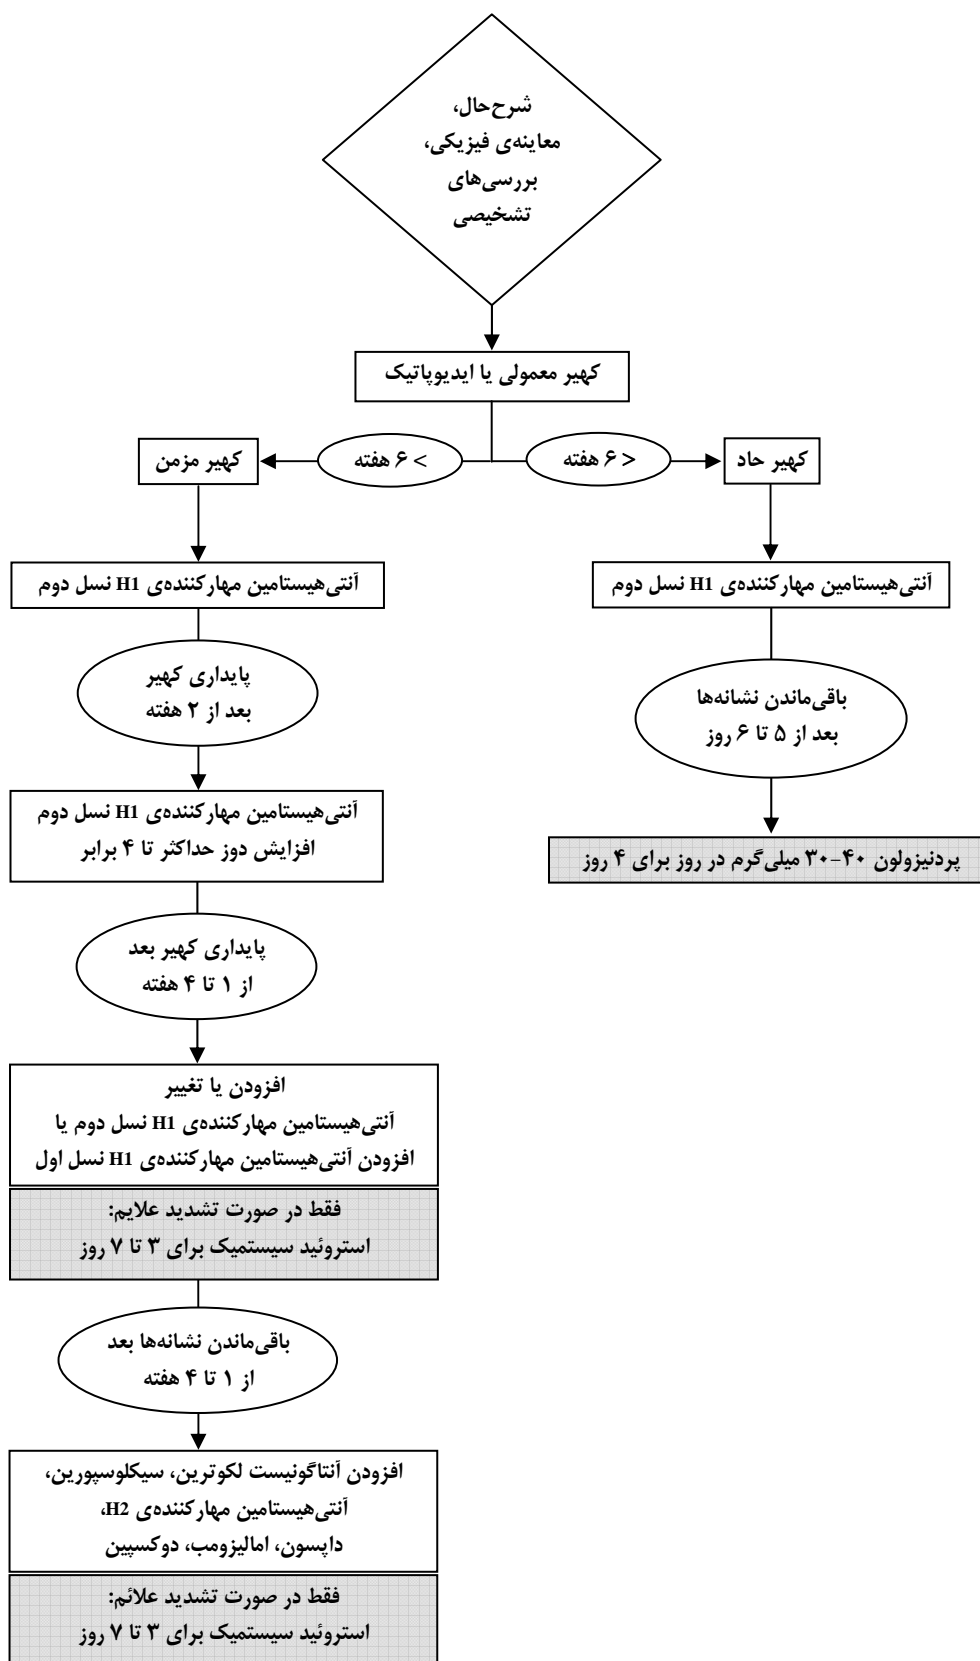 شرح‌حال،
معاینه‌ی فیزیکی،
بررسی‌های
تشخیصی
کهیر معمولی یا ایدیوپاتیک
کهیر حاد
< ۶ هفته
> ۶ هفته
کهیر مزمن
آنتی‌هیستامین مهارکننده‌ی H1 نسل دوم
باقی‌ماندن نشانه‌ها
بعد از ۵ تا ۶ روز
پردنیزولون ۴۰-۳۰ میلی‌گرم در روز برای ۴ روز
آنتی‌هیستامین مهارکننده‌ی H1 نسل دوم
پایداری کهیر
بعد از ۲ هفته
آنتی‌هیستامین مهارکننده‌ی H1 نسل دوم
افزایش دوز حداکثر تا ۴ برابر
پایداری کهیر بعد
از ۱ تا ۴ هفته
افزودن یا تغییر
آنتی‌هیستامین مهارکننده‌ی H1 نسل دوم یا
افزودن آنتی‌هیستامین مهارکننده‌ی H1 نسل اول
فقط در صورت تشدید علایم:
استروئید سیستمیک برای ۳ تا ۷ روز
باقی‌ماندن نشانه‌ها بعد
از ۱ تا ۴ هفته
افزودن آنتاگونیست لکوترین، سیکلوسپورین،
آنتی‌هیستامین مهارکننده‌ی H2،
داپسون، امالیزومب، دوکسپین
فقط در صورت تشدید علائم:
استروئید سیستمیک برای ۳ تا ۷ روز